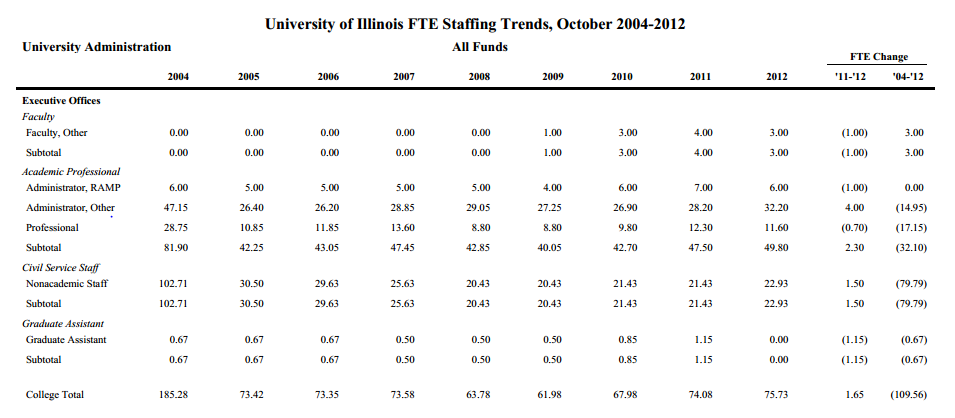 University of Illinois FTE Staffing Trends, October 2004-2012
University Administration All Funds
FTE Change
2004 2005 2006 2007 2008 2009 2010 2011 2012 '11-'12 '04-'12
Executive Offices
Faculty
Faculty, Other 0.00 0.00 0.00 0.00 0.00 1.00 3.00 4.00 3.00 (1.00) 3.00
Subtotal 0.00 0.00 0.00 0.00 0.00 1.00 3.00 4.00 3.00 (1.00) 3.00
Academic Professional
Administrator, RAMP 6.00 5.00 5.00 5.00 5.00 4.00 6.00 7.00 6.00 (1.00) 0.00
Administrator, Other 47.15 26.40 26.20 28.85 29.05 27.25 26.90 28.20 32.20 4.00 (14.95)
Professional 28.75 10.85 11.85 13.60 8.80 8.80 9.80 12.30 11.60 (0.70) (17.15)
Subtotal 81.90 42.25 43.05 47.45 42.85 40.05 42.70 47.50 49.80 2.30 (32.10)
Civil Service Staff
Nonacademic Staff 102.71 30.50 29.63 25.63 20.43 20.43 21.43 21.43 22.93 1.50 (79.79)
Subtotal 102.71 30.50 29.63 25.63 20.43 20.43 21.43 21.43 22.93 1.50 (79.79)
Graduate Assistant
Graduate Assistant 0.67 0.67 0.67 0.50 0.50 0.50 0.85 1.15 0.00 (1.15) (0.67)
Subtotal 0.67 0.67 0.67 0.50 0.50 0.50 0.85 1.15 0.00 (1.15) (0.67)
College Total 185.28 73.42 73.35 73.58 63.78 61.98 67.98 74.08 75.73 1.65 (109.56)